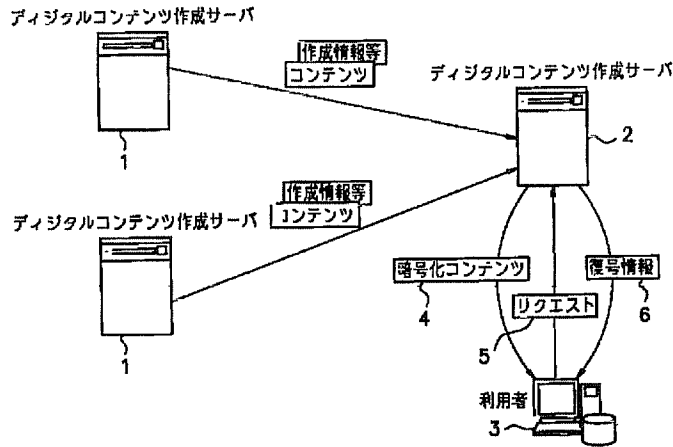 ディジタルコンテンツ作成サーバ
作成情報等
コンテンツ
1
ディジタルコンテンツ作成サーバ
2
作成情報等
コンテンツ
ディジタルコンテンツ作成サーバ
1
暗号化コンテンツ
4
リクエスト
5
復号情報
6
利用者
3